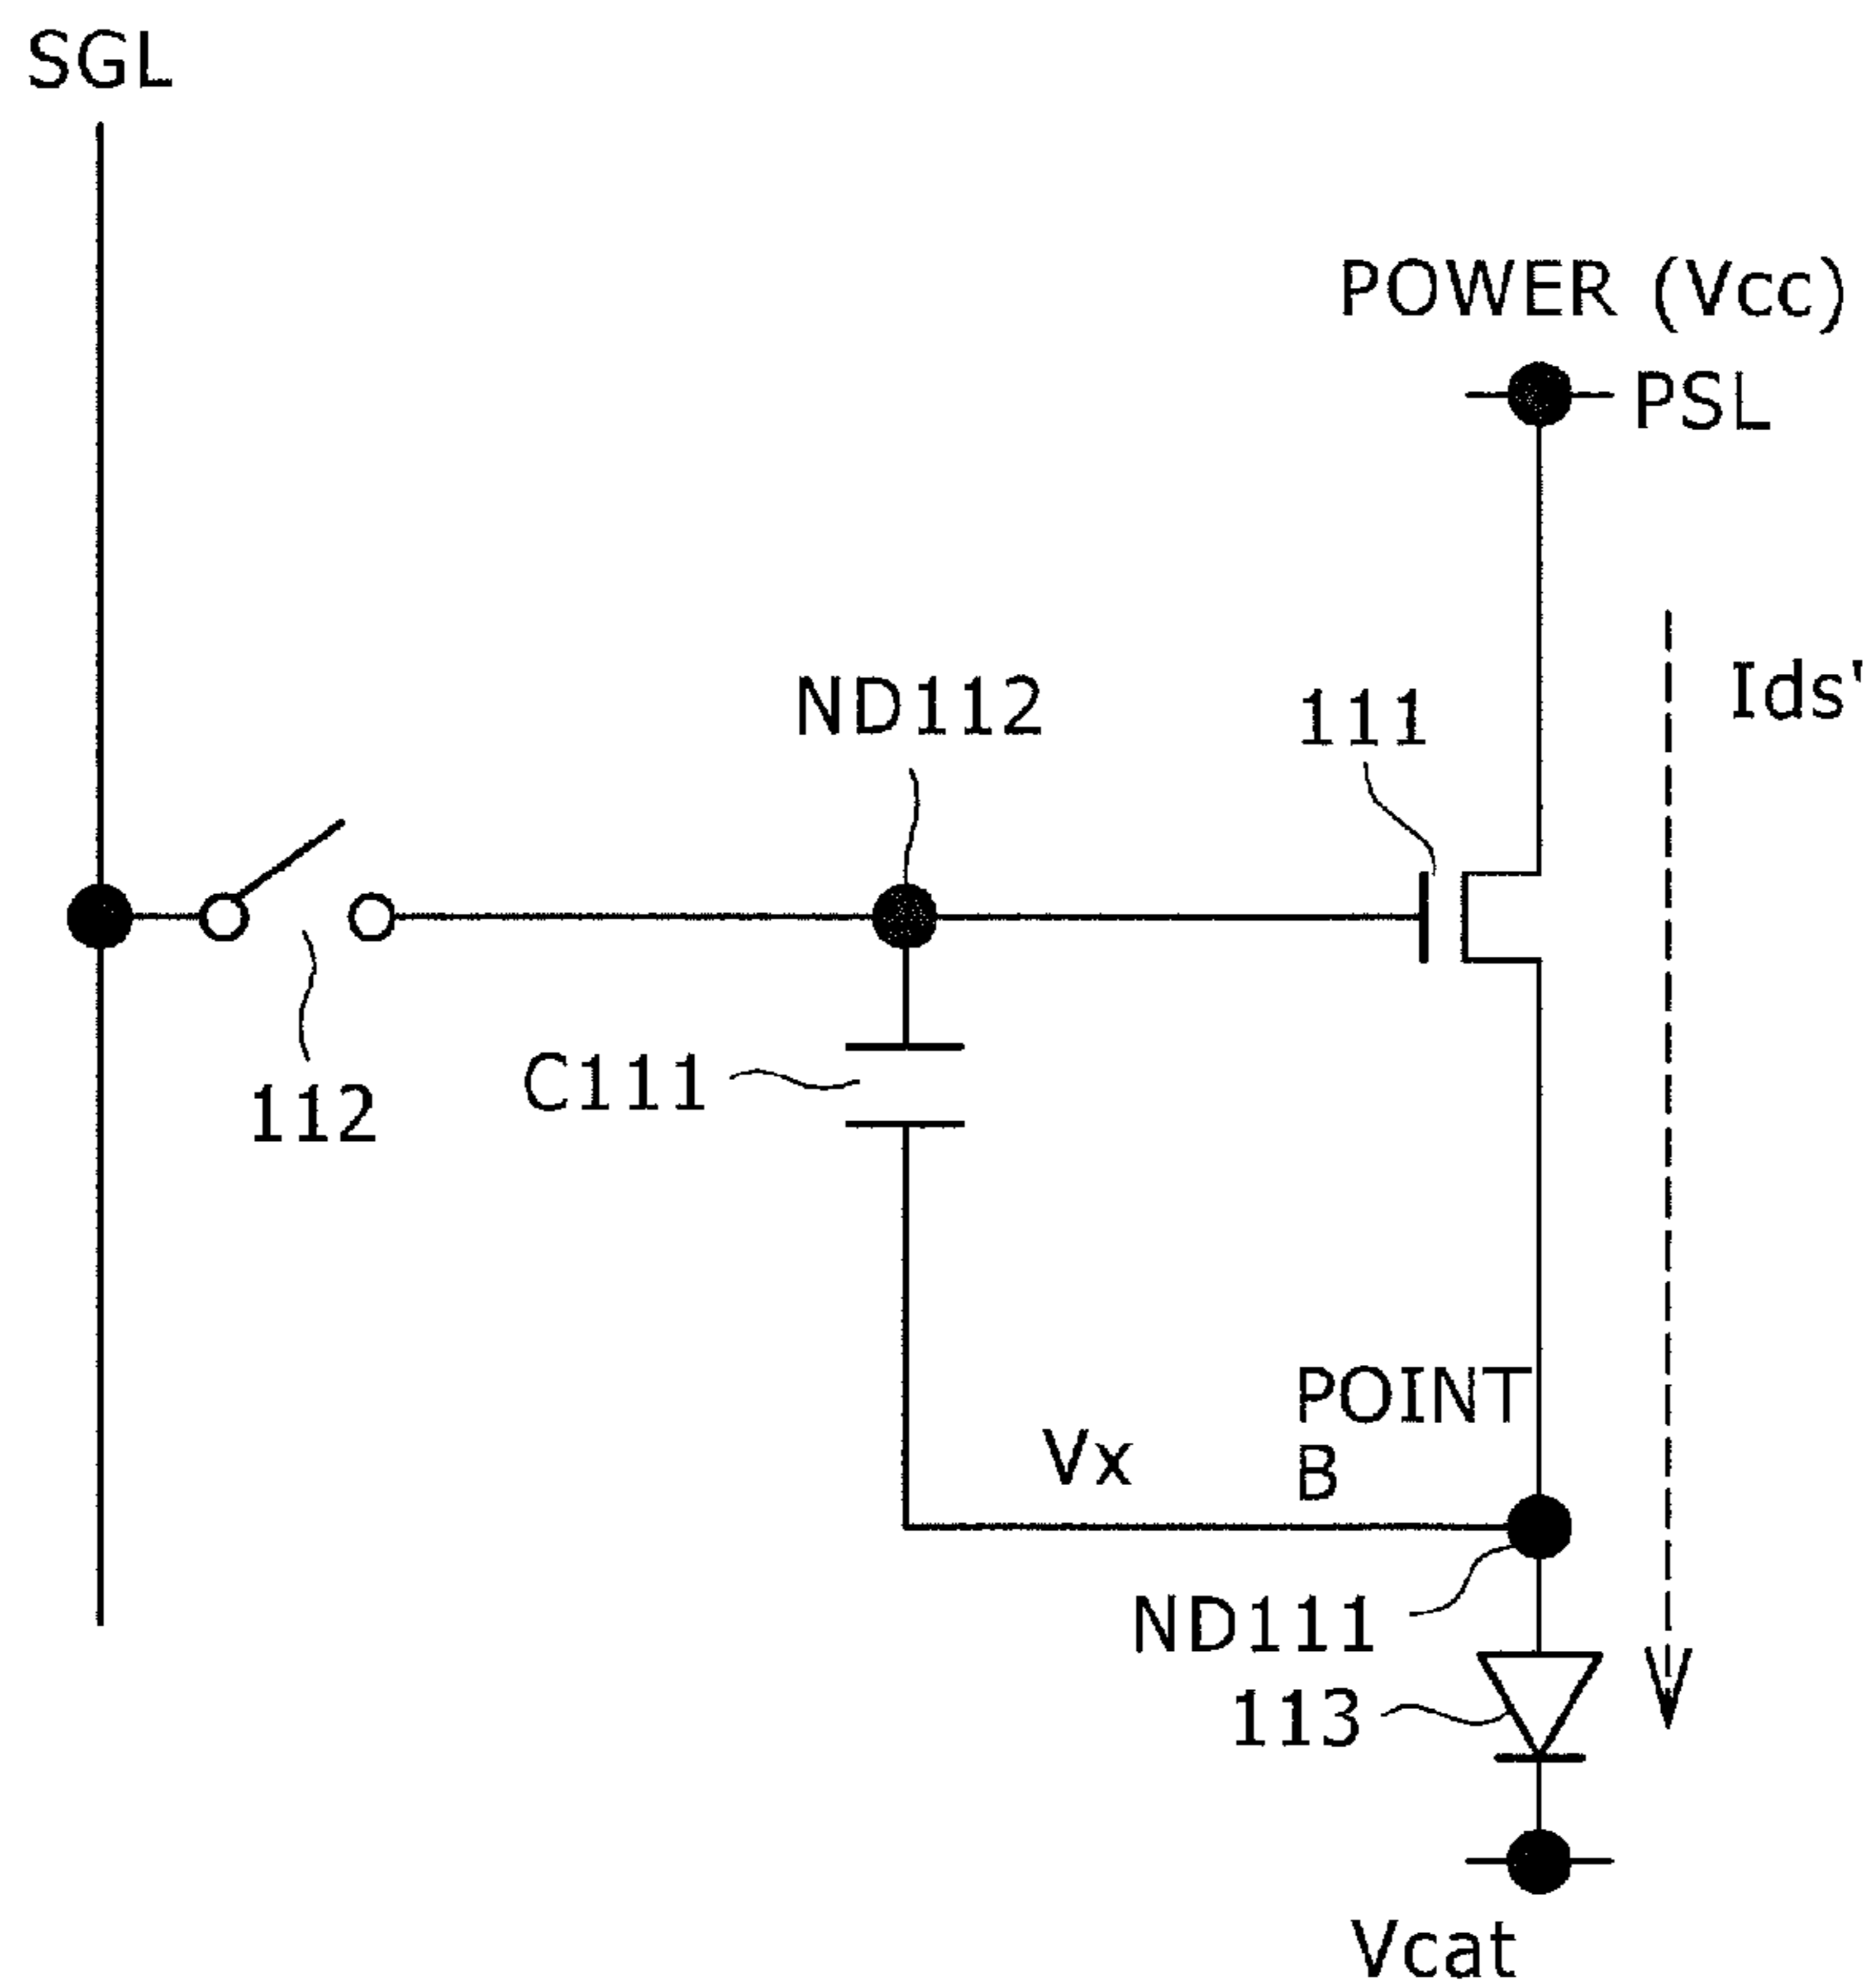 SGL
POWER (Vcc)
PSL
Ids'
ND112
111
C111
112
POINT
B
Vx
ND111
113
Vcat